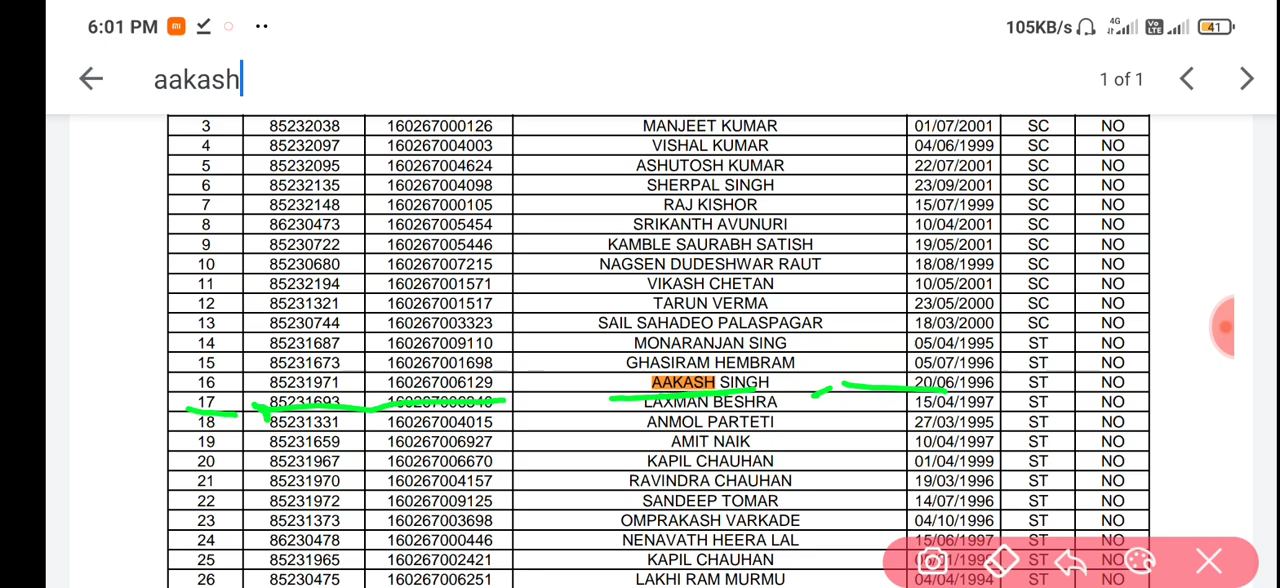 6:01 PM 105KB/s 4G Vo LTE 41
aakash 1 of 1
3 85232038 160267000126 MANJEET KUMAR 01/07/2001 SC NO
4 85232097 160267004003 VISHAL KUMAR 04/06/1999 SC NO
5 85232095 160267004624 ASHUTOSH KUMAR 22/07/2001 SC NO
6 85232135 160267004098 SHERPAL SINGH 23/09/2001 SC NO
7 85232148 160267000105 RAJ KISHOR 15/07/1999 SC NO
8 86230473 160267005454 SRIKANTH AVUNURI 10/04/2001 SC NO
9 85230722 160267005446 KAMBLE SAURABH SATISH 19/05/2001 SC NO
10 85230680 160267007215 NAGSEN DUDESHWAR RAUT 18/08/1999 SC NO
11 85232194 160267001571 VIKASH CHETAN 10/05/2001 SC NO
12 85231321 160267001517 TARUN VERMA 23/05/2000 SC NO
13 85230744 160267003323 SAIL SAHADEO PALASPAGAR 18/03/2000 SC NO
14 85231687 160267009110 MONARANJAN SING 05/04/1995 ST NO
15 85231673 160267001698 GHASIRAM HEMBRAM 05/07/1996 ST NO
16 85231971 160267006129 AAKASH SINGH 20/06/1996 ST NO
17 85231693 LAXMAN BESHRA 15/04/1997 ST NO
18 85231331 160267004015 ANMOL PARTETI 27/03/1995 ST NO
19 85231659 160267006927 AMIT NAIK 10/04/1997 ST NO
20 85231967 160267006670 KAPIL CHAUHAN 01/04/1999 ST NO
21 85231970 160267004157 RAVINDRA CHAUHAN 19/03/1996 ST NO
22 85231972 160267009125 SANDEEP TOMAR 14/07/1996 ST NO
23 85231373 160267003698 OMPRAKASH VARKADE 04/10/1996 ST NO
24 86230478 160267000446 NENAVATH HEERA LAL 15/06/1997 ST NO
25 85231965 160267002421 KAPIL CHAUHAN ST NO
26 85230475 160267006251 LAKHI RAM MURMU 04/04/1994 ST NO